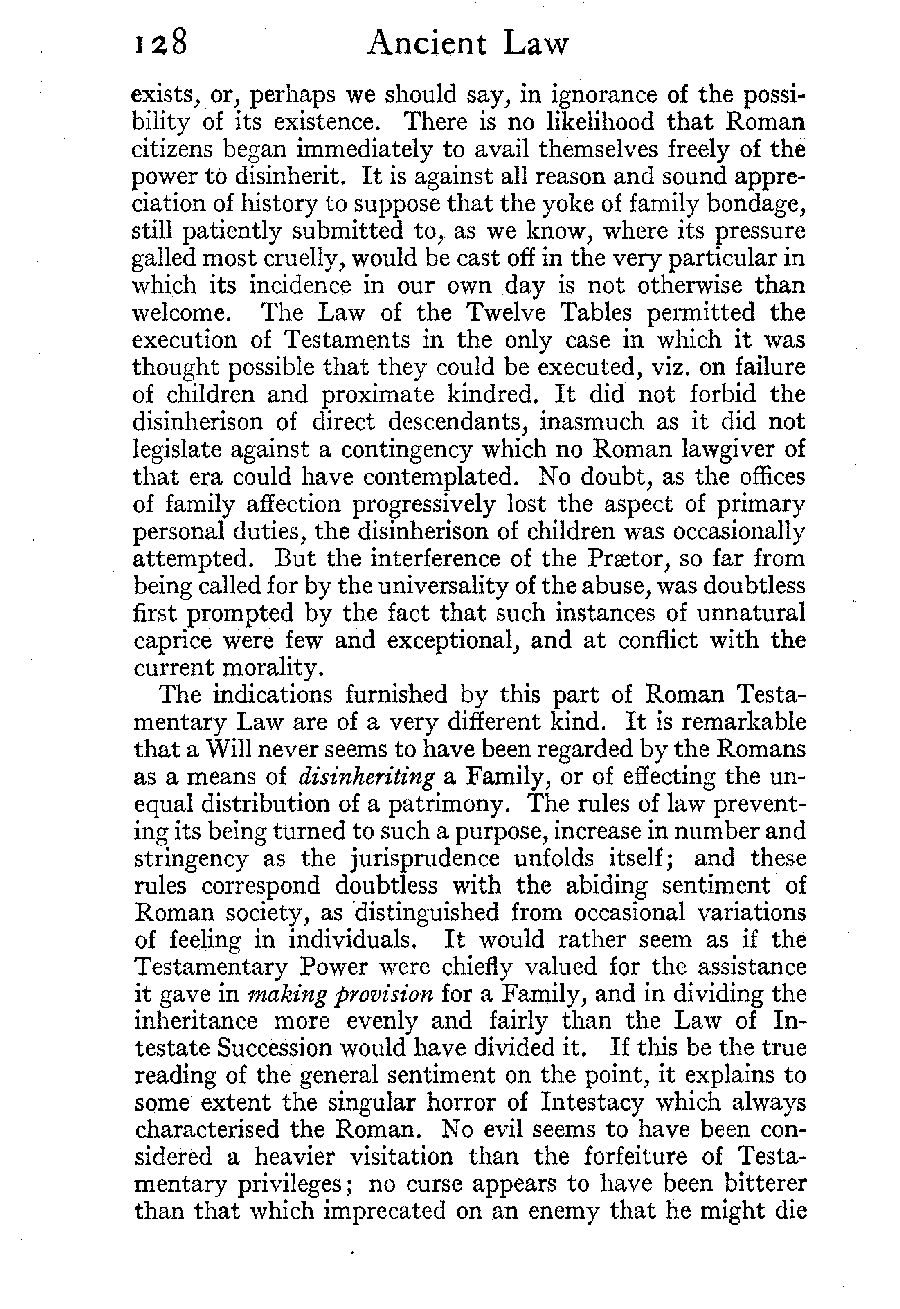 128 Ancient Law
exists, or, perhaps we should say, in ignorance of the possi-
bility of its existence. There is no likelihood that Roman
citizens began immediately to avail themselves freely of the
power to disinherit. It is against all reason and sound appre-
ciation of history to suppose that the yoke of family bondage,
still patiently submitted to, as we know, where its pressure
galled most cruelly, would be cast off in the very particular in
which its incidence in our own day is not otherwise than
welcome. The Law of the Twelve Tables permitted the
execution of Testaments in the only case in which it was
thought possible that they could be executed, viz. on failure
of children and proximate kindred. It did not forbid the
disinherison of direct descendants, inasmuch as it did not
legislate against a contingency which no Roman lawgiver of
that era could have contemplated. No doubt, as the offices
of family affection progressively lost the aspect of primary
personal duties, the disinherison of children was occasionally
attempted. But the interference of the Prætor, so far from
being called for by the universality of the abuse, was doubtless
first prompted by the fact that such instances of unnatural
caprice were few and exceptional, and at conflict with the
current morality.
The indications furnished by this part of Roman Testa-
mentary Law are of a very different kind. It is remarkable
that a Will never seems to have been regarded by the Romans
as a means of disinheriting a Family, or of effecting the un-
equal distribution of a patrimony. The rules of law prevent-
ing its being turned to such a purpose, increase in number and
stringency as the jurisprudence unfolds itself; and these
rules correspond doubtless with the abiding sentiment of
Roman society, as distinguished from occasional variations
of feeling in individuals. It would rather seem as if the
Testamentary Power were chiefly valued for the assistance
it gave in making provision for a Family, and in dividing the
inheritance more evenly and fairly than the Law of In-
testate Succession would have divided it. If this be the true
reading of the general sentiment on the point, it explains to
some extent the singular horror of Intestacy which always
characterised the Roman. No evil seems to have been con-
sidered a heavier visitation than the forfeiture of Testa-
mentary privileges; no curse appears to have been bitterer
than that which imprecated on an enemy that he might die